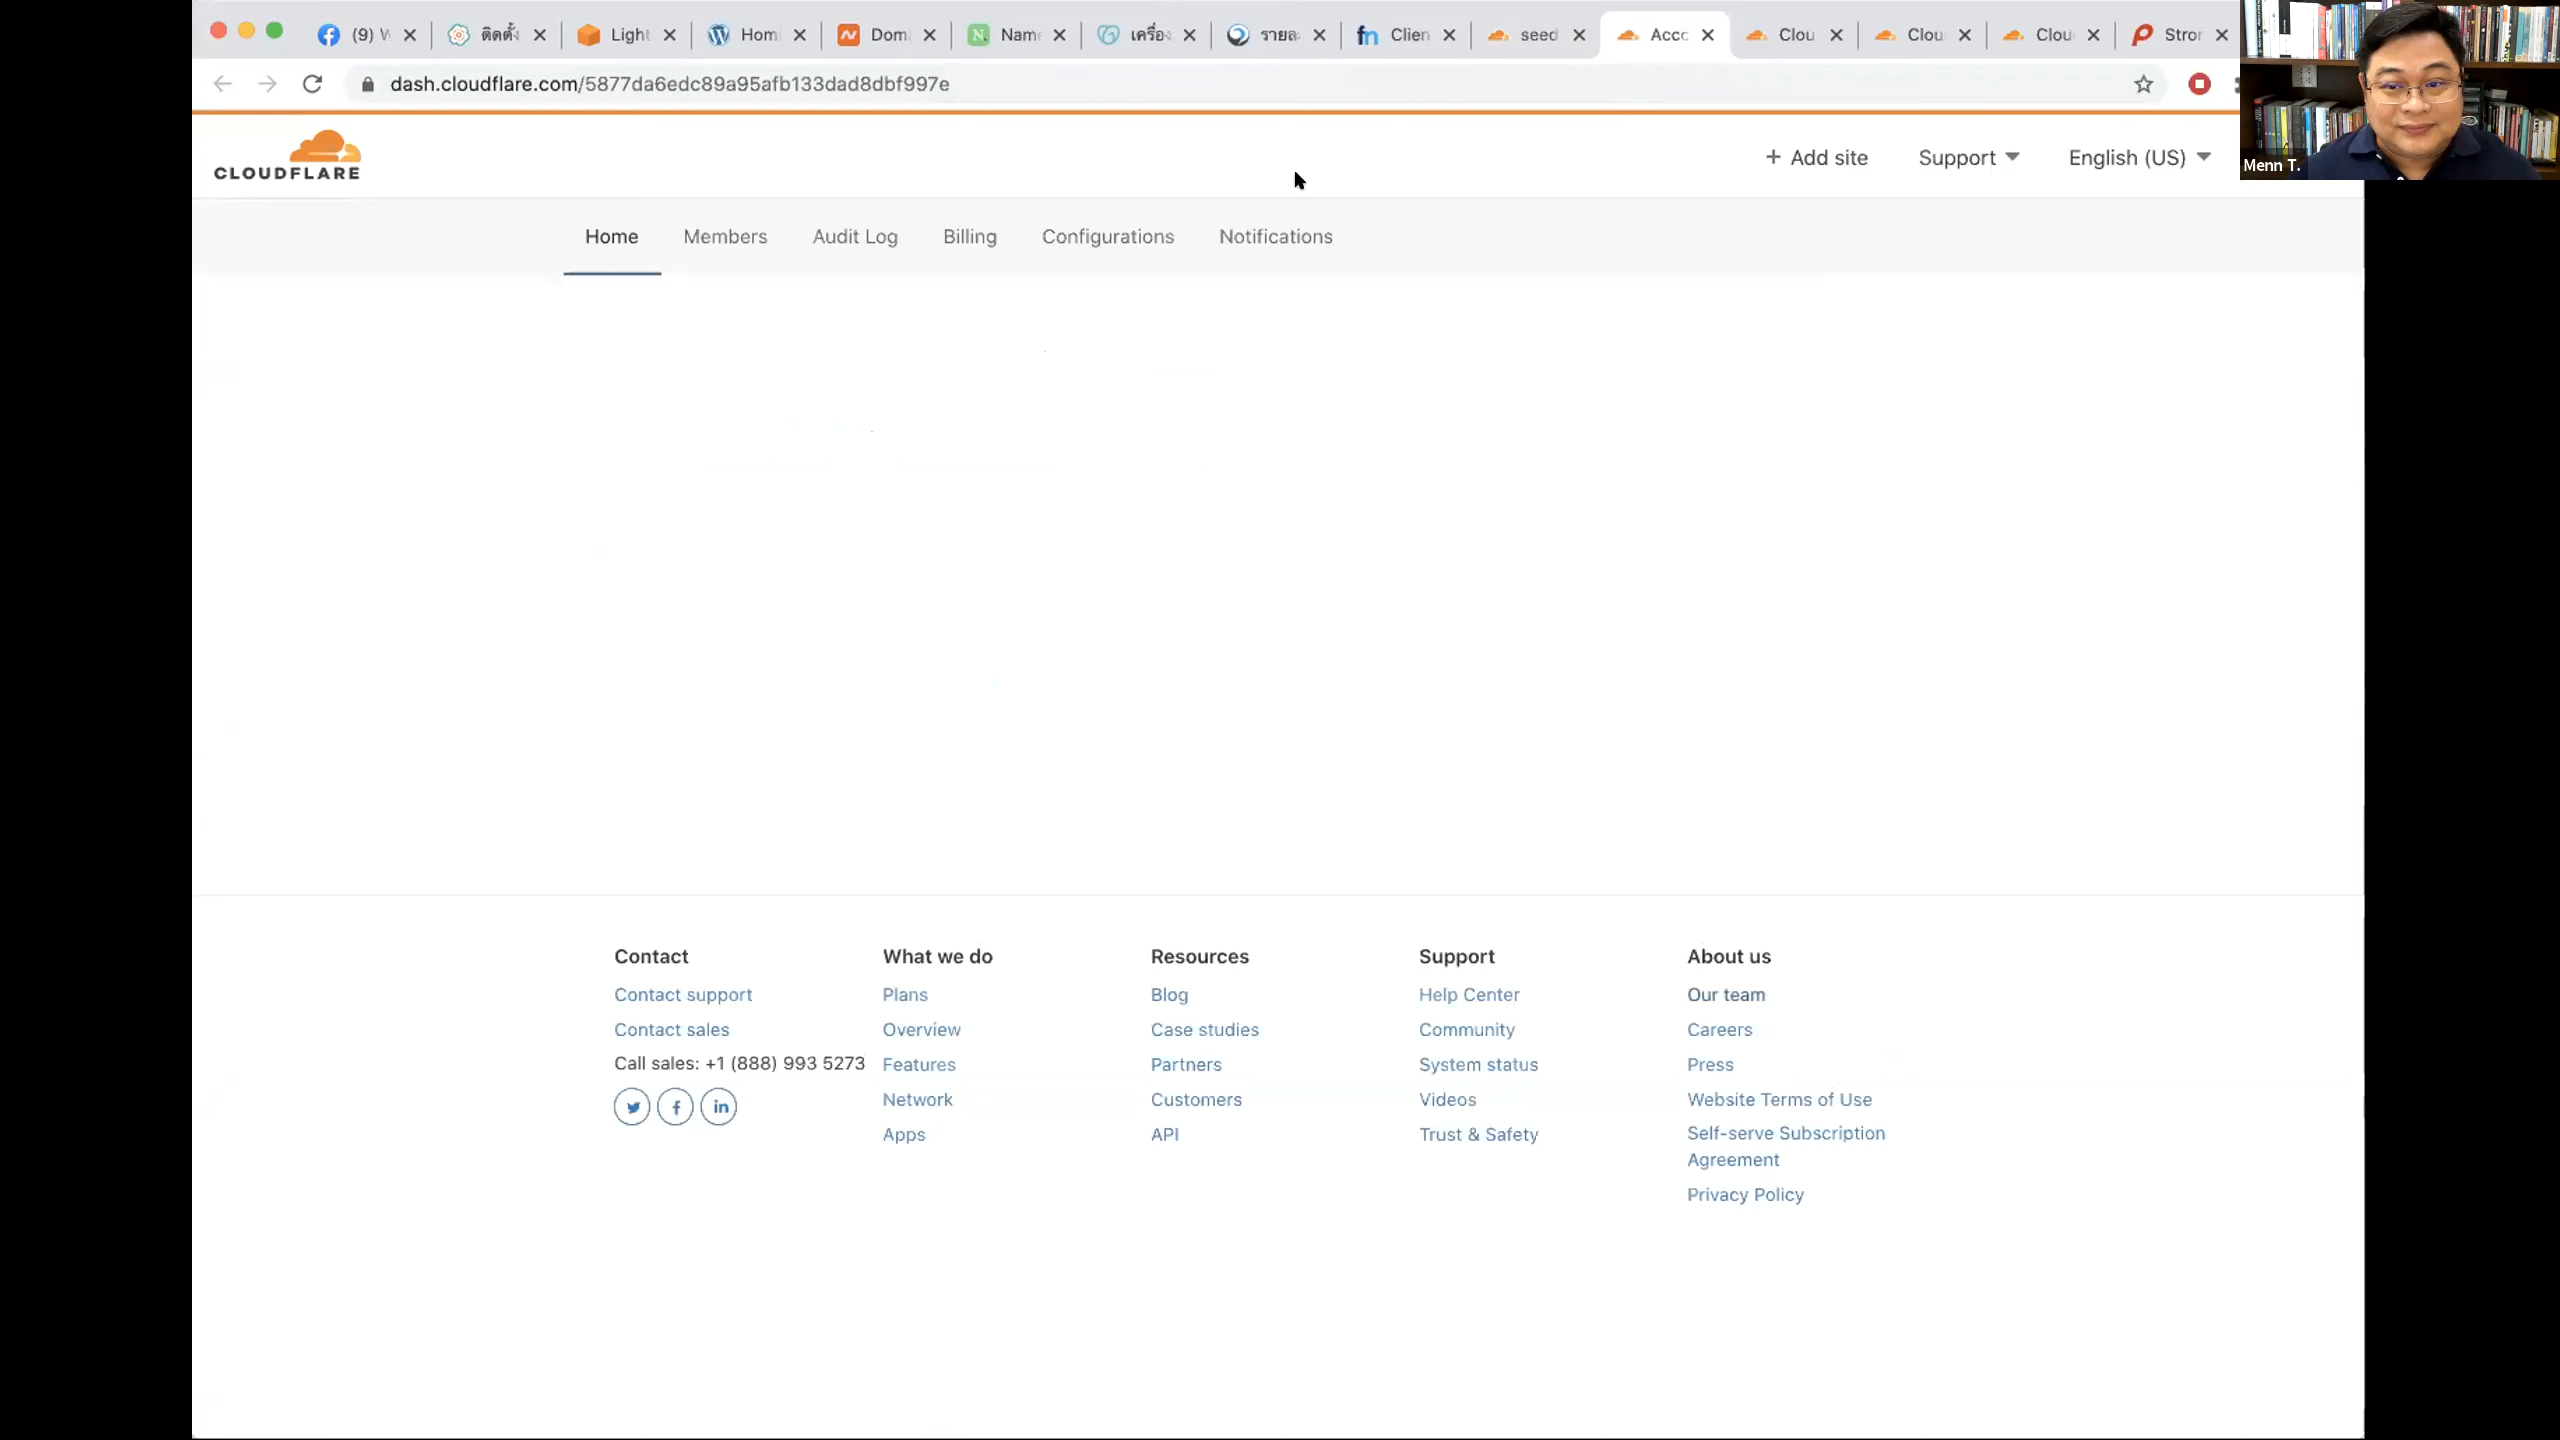 (9) W
ติดตั้ง
Light
Hom
Dom
Name
เครื่อง
รายละ
Clien
seed
Acco
Clou
Clou
Clou
Stror
dash.cloudflare.com/5877da6edc89a95afb133dad8dbf997e
CLOUDFLARE
+ Add site
Support
English (US)
Menn T.
Home
Members
Audit Log
Billing
Configurations
Notifications
Contact
Contact support
Contact sales
Call sales: +1 (888) 993 5273
What we do
Plans
Overview
Features
Network
Apps
Resources
Blog
Case studies
Partners
Customers
API
Support
Help Center
Community
System status
Videos
Trust & Safety
About us
Our team
Careers
Press
Website Terms of Use
Self-serve Subscription
Agreement
Privacy Policy